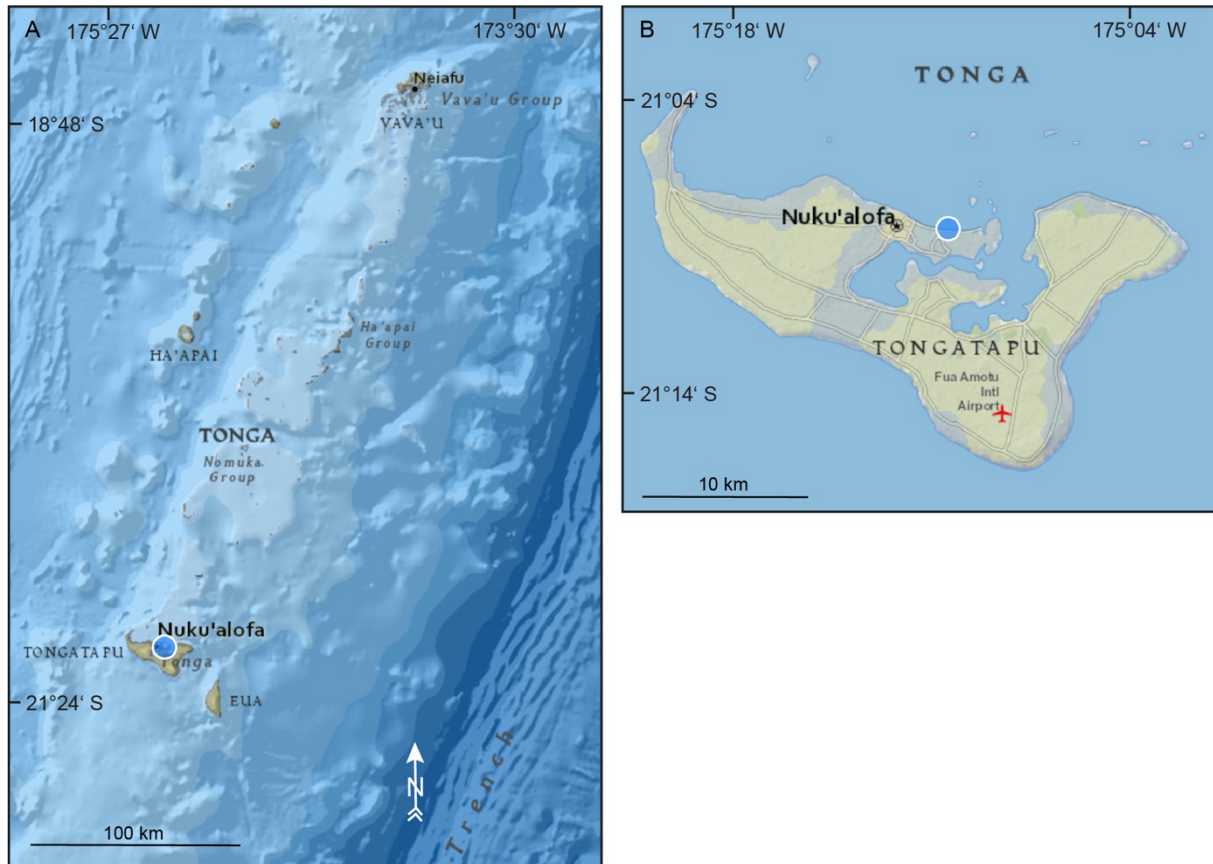 A
175°27‘ W
173°30‘ W
Neiafu
Vava'u Group
VAVA'U
18°48‘ S
Ha'apai
Group
HA'APAI
TONGA
Nomuka
Group
Nuku'alofa
TONGATAPU
Tonga
21°24‘ S
EUA
N
Trench
100 km
B
175°18‘ W
175°04‘ W
TONGA
21°04‘ S
Nuku'alofa
TONGATAPU
21°14‘ S
Fua Amotu
Intl
Airport
10 km